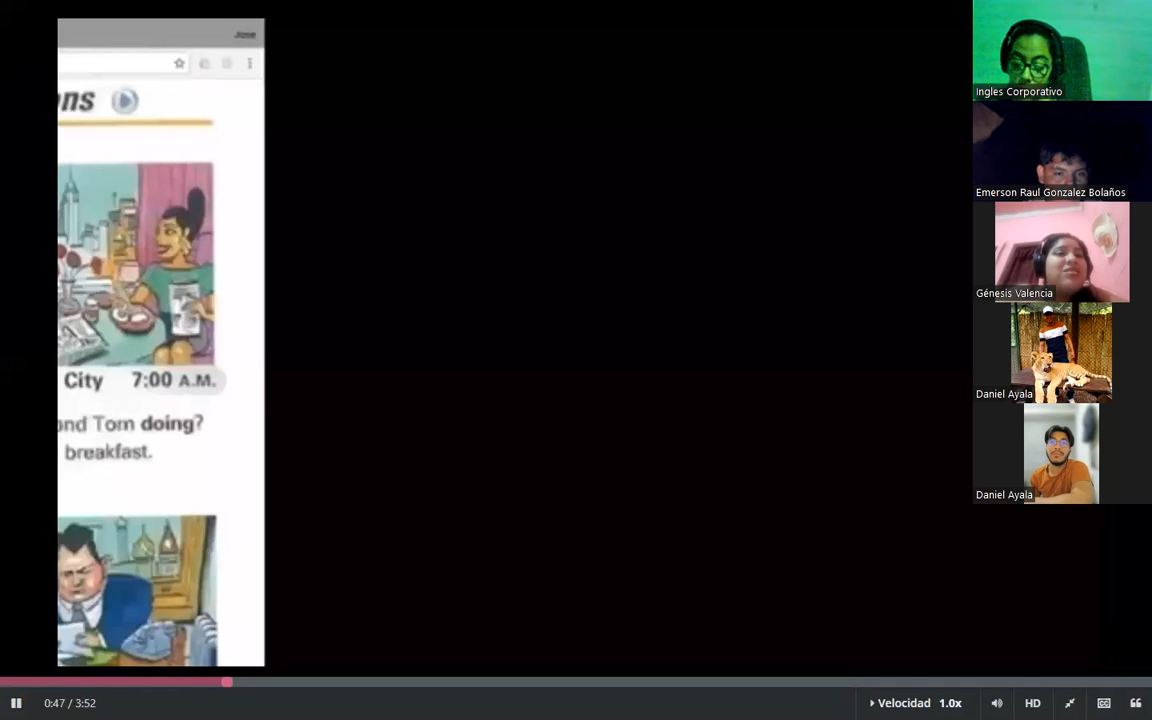 Jose
ons
City 7:00 A.M.
and Tom doing?
breakfast.
Ingles Corporativo
Emerson Raul Gonzalez Bolaños
Génesis Valencia
Daniel Ayala
Daniel Ayala
0:47 / 3:52
Velocidad 1.0x
HD